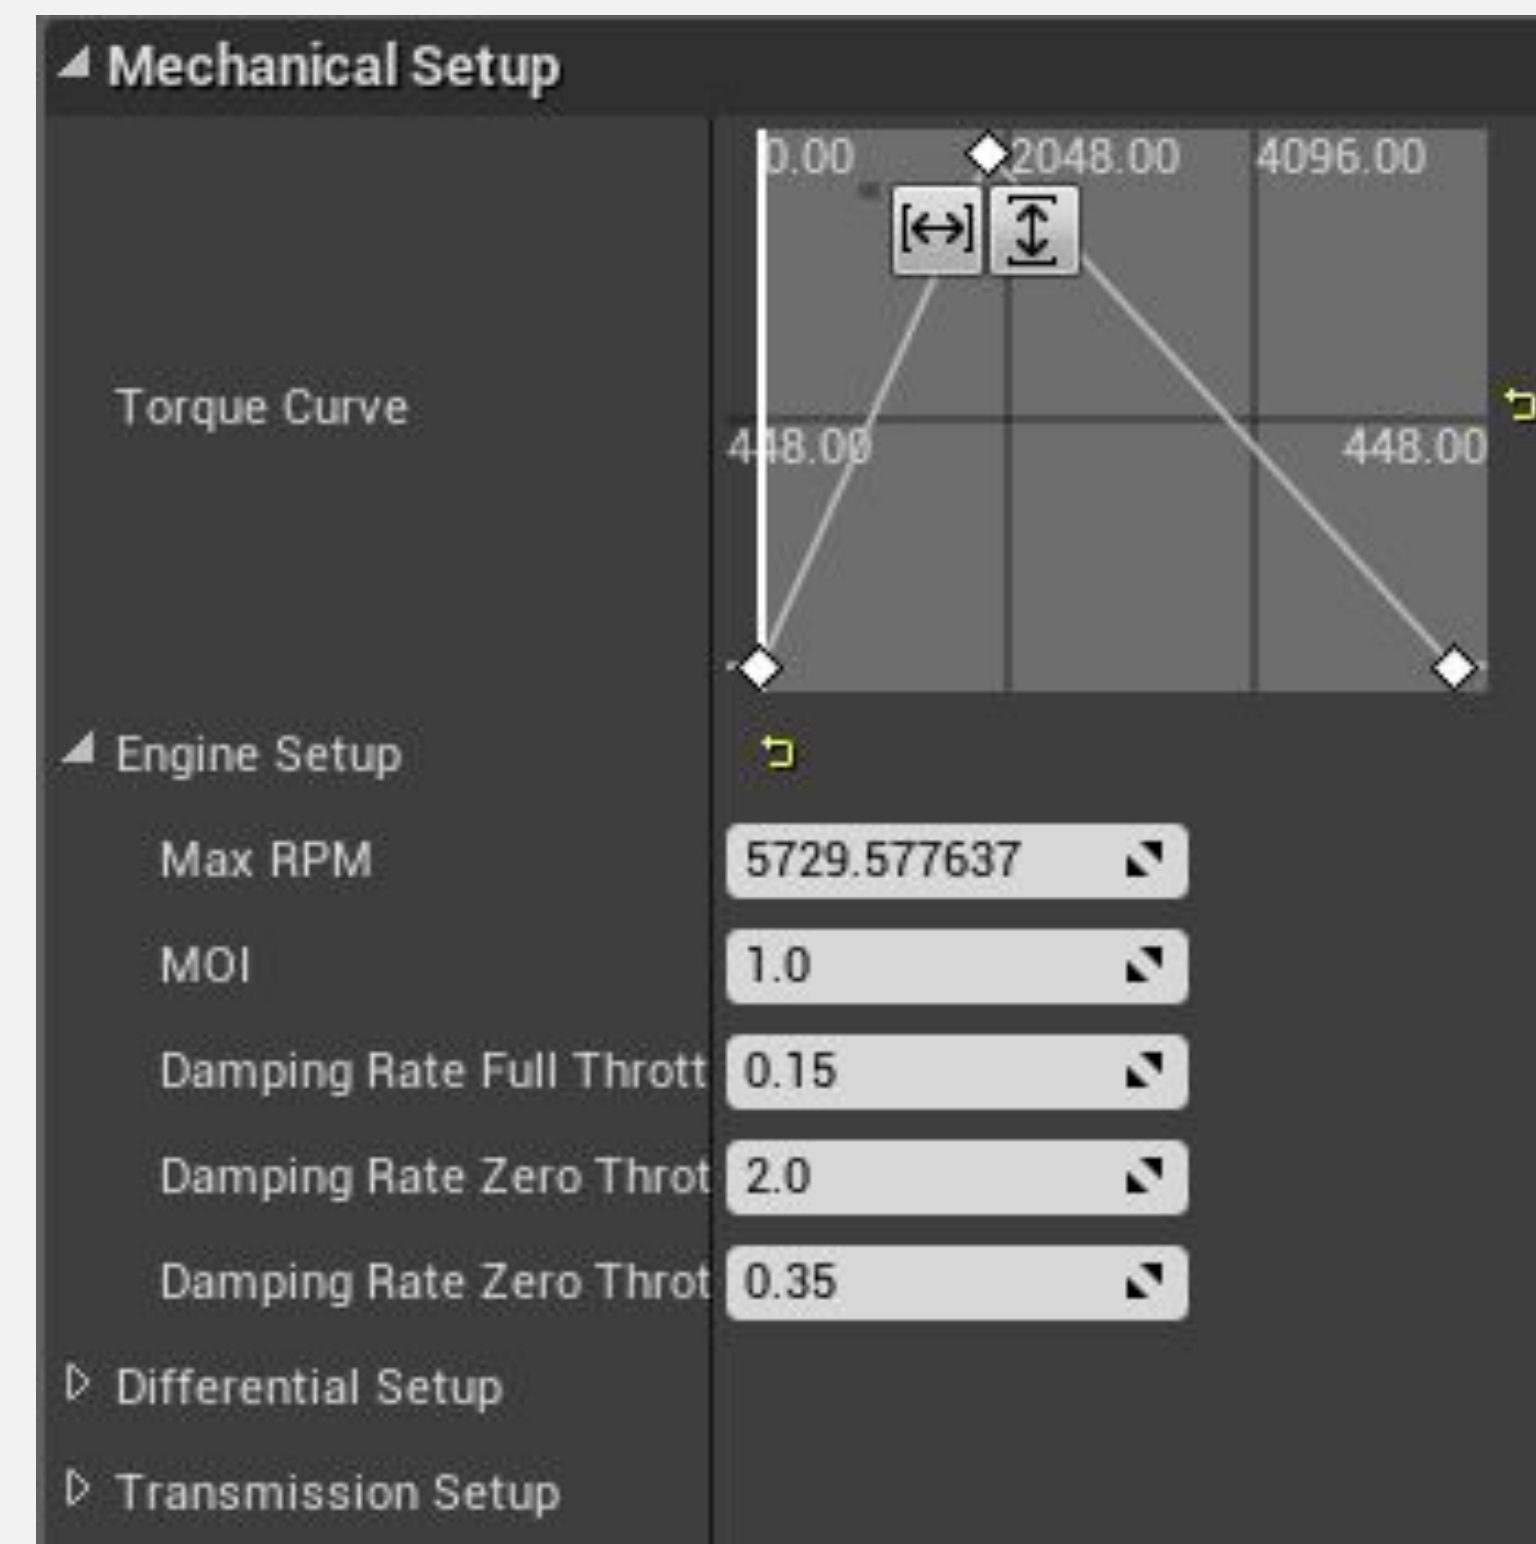 Mechanical Setup
0.00 2048.00 4096.00
Torque Curve
448.00 448.00
Engine Setup
Max RPM 5729.577637
MOI 1.0
Damping Rate Full Thrott 0.15
Damping Rate Zero Throt 2.0
Damping Rate Zero Throt 0.35
Differential Setup
Transmission Setup